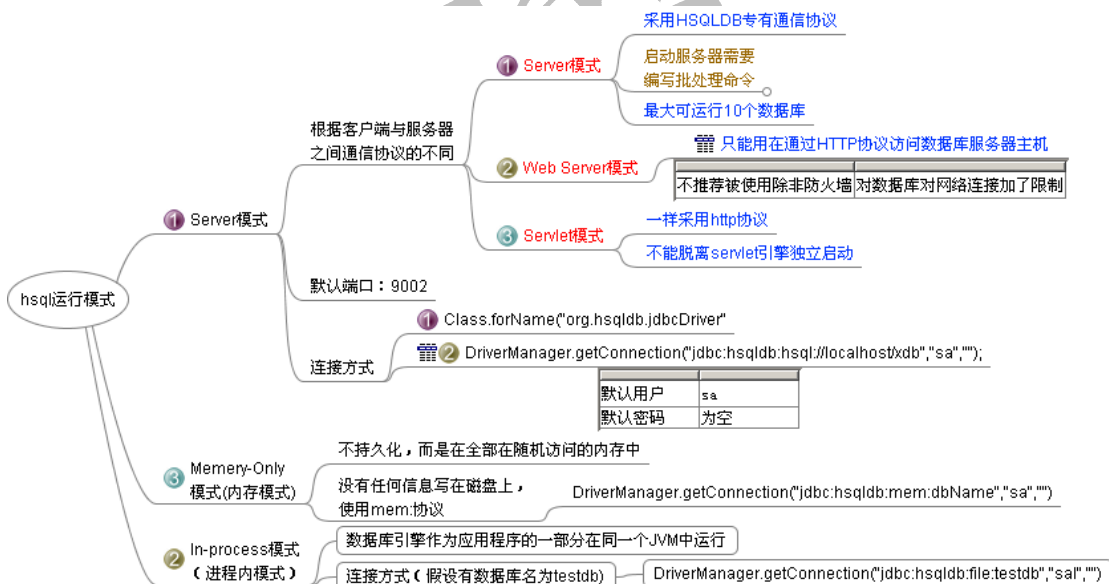 采用HSQLDB专有通信协议
① Server模式
启动服务器需要
编写批处理命令
最大可运行10个数据库
根据客户端与服务器
之间通信协议的不同
只能用在通过HTTP协议访问数据库服务器主机
② Web Server模式
不推荐被使用除非防火墙 对数据库对网络连接加了限制
① Server模式
一样采用http协议
③ Servlet模式
不能脱离servlet引擎独立启动
hsql运行模式
默认端口：9002
① Class.forName("org.hsqldb.jdbcDriver"
② DriverManager.getConnection("jdbc:hsqldb:hsql://localhost/xdb","sa","");
连接方式
默认用户 sa
默认密码 为空
③ Memery-Only
模式(内存模式)
不持久化，而是在全部在随机访问的内存中
没有任何信息写在磁盘上，
使用mem:协议
DriverManager.getConnection("jdbc:hsqldb:mem:dbName","sa","")
② In-process模式
（进程内模式）
数据库引擎作为应用程序的一部分在同一个JVM中运行
连接方式（假设有数据库名为testdb)
DriverManager.getConnection("jdbc:hsqldb:file:testdb","sal","")